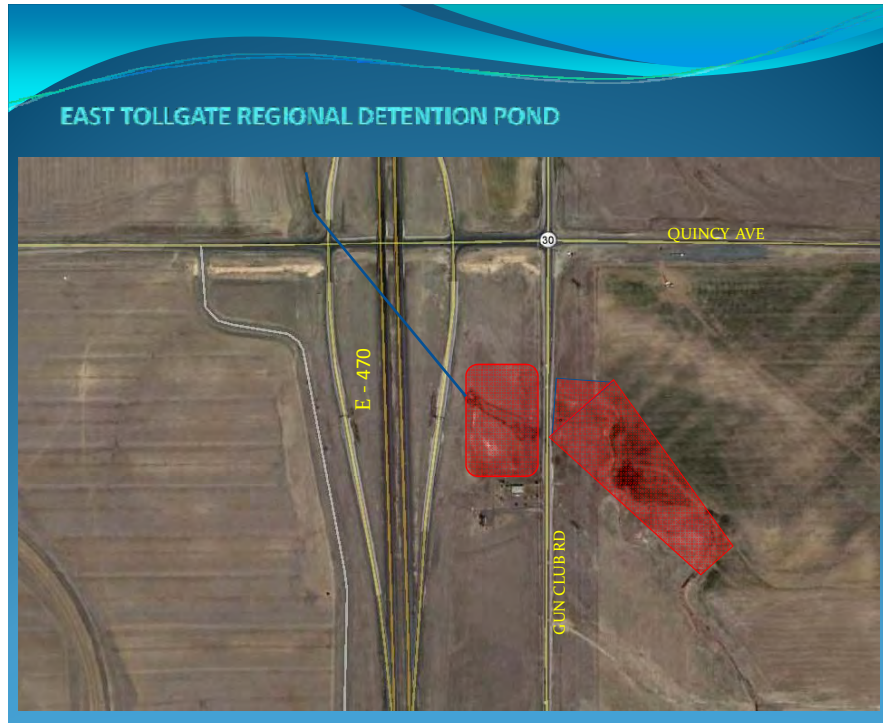 EAST TOLLGATE REGIONAL DETENTION POND
30
QUINCY AVE
E - 470
GUN CLUB RD